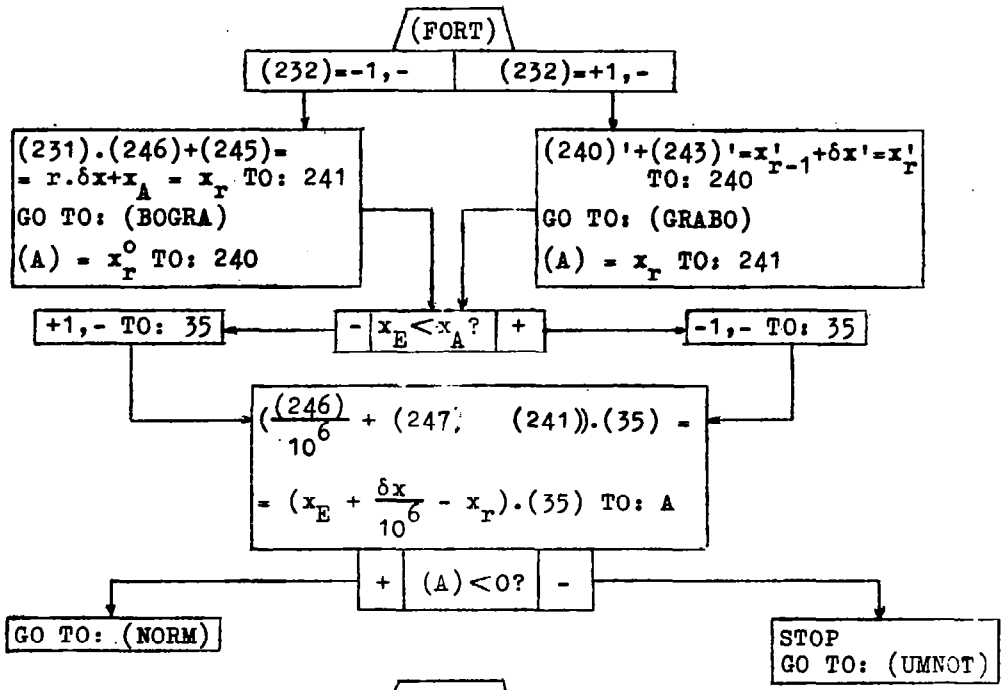 (FORT)
(232)=-1,- (232)=+1,-
(231).(246)+(245)=
= r.δx+x_A = x_r TO: 241
GO TO: (BOGRA)
(A) = x_r^o TO: 240
(240)'+(243)'=x'_{r-1}+δx'=x'_r
TO: 240
GO TO: (GRABO)
(A) = x_r TO: 241
+1,- TO: 35
- x_E < x_A? +
-1,- TO: 35
((246)/10^6 + (247) (241)).(35) =
= (x_E + δx/10^6 - x_r).(35) TO: A
+ (A)<0? -
GO TO: (NORM)
STOP
GO TO: (UMNOT)